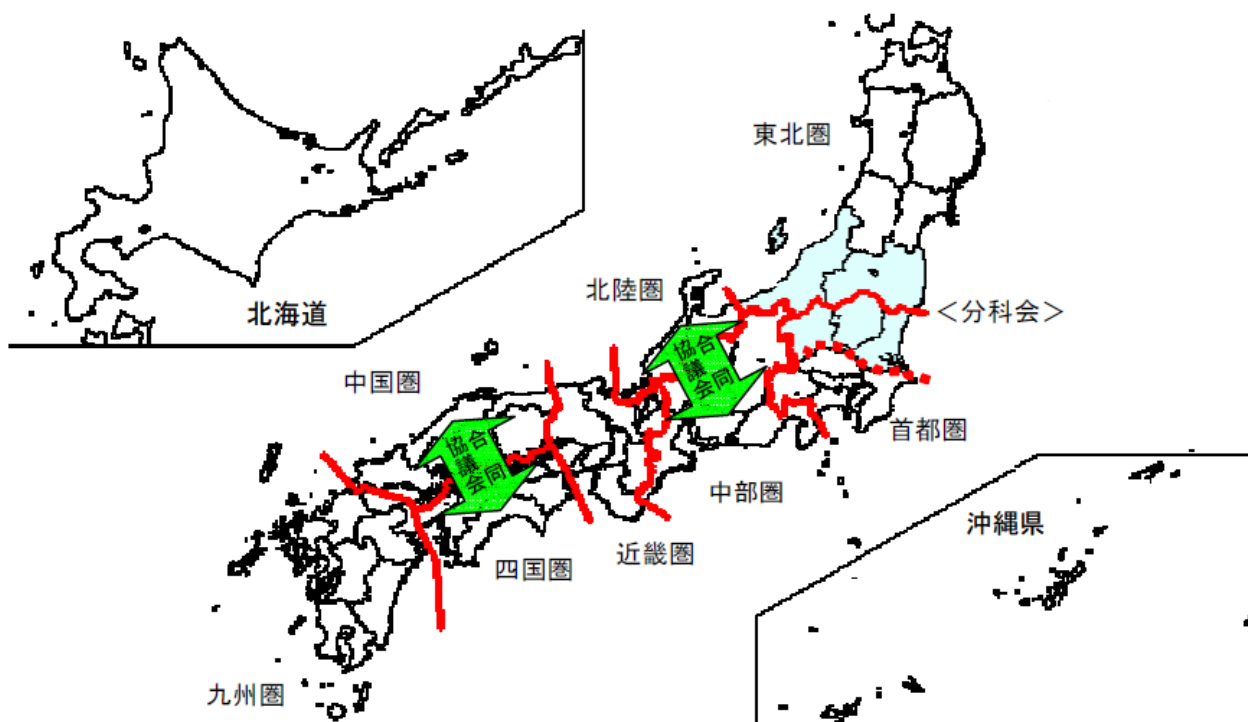 東北圏
北陸圏
北海道
＜分科会＞
合同
協議会
中国圏
首都圏
合同
協議会
中部圏
沖縄県
近畿圏
四国圏
九州圏